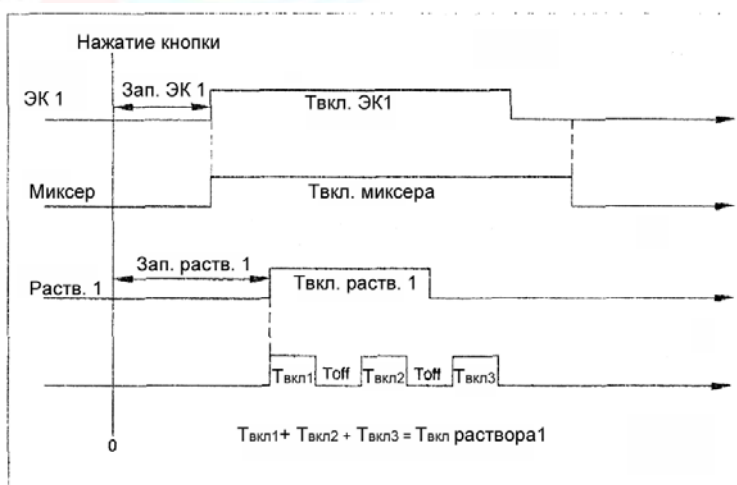 Нажатие кнопки
ЭК 1
Зап. ЭК 1
Твкл. ЭК1
Миксер
Твкл. миксера
Зап. раств. 1
Раств. 1
Твкл. раств. 1
Твкл1 Toff Твкл2 Toff Твкл3
0
Твкл1+ Твкл2 + Твкл3 = Твкл раствора1